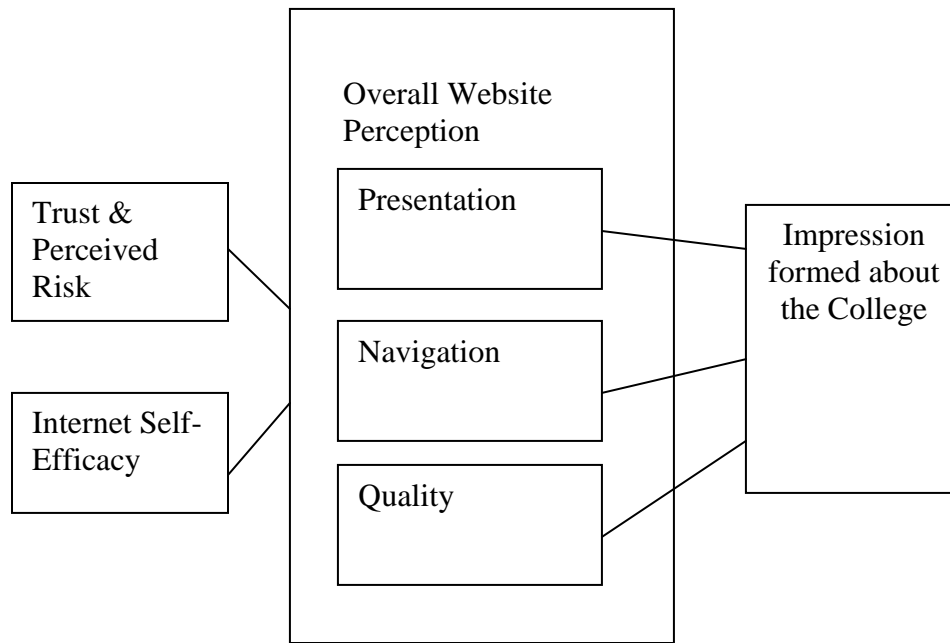 Trust &
Perceived
Risk
Internet Self-
Efficacy
Overall Website
Perception
Presentation
Navigation
Quality
Impression
formed about
the College